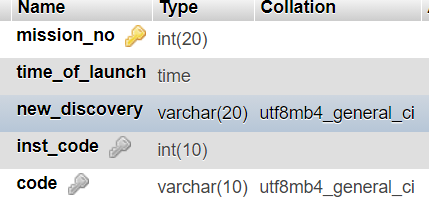 Name Type Collation
mission_no int(20)
time_of_launch time
new_discovery varchar(20) utf8mb4_general_ci
inst_code int(10)
code varchar(10) utf8mb4_general_ci